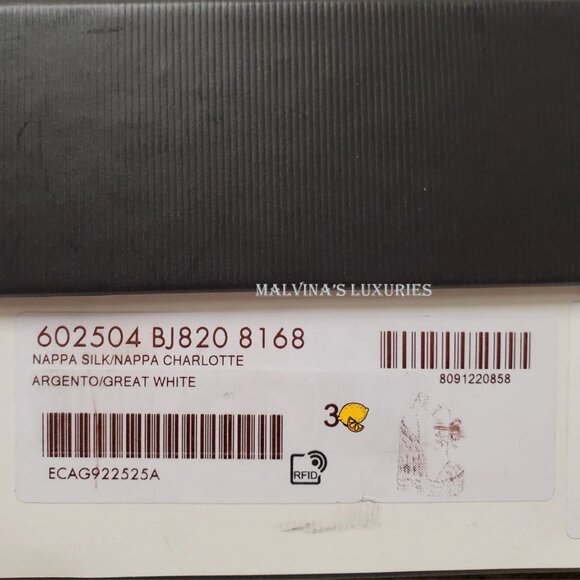 MALVINA'S LUXURIES
602504 BJ820 8168
NAPPA SILK/NAPPA CHARLOTTE
ARGENTO/GREAT WHITE
8091220858
3
ECAG922525A
RFID